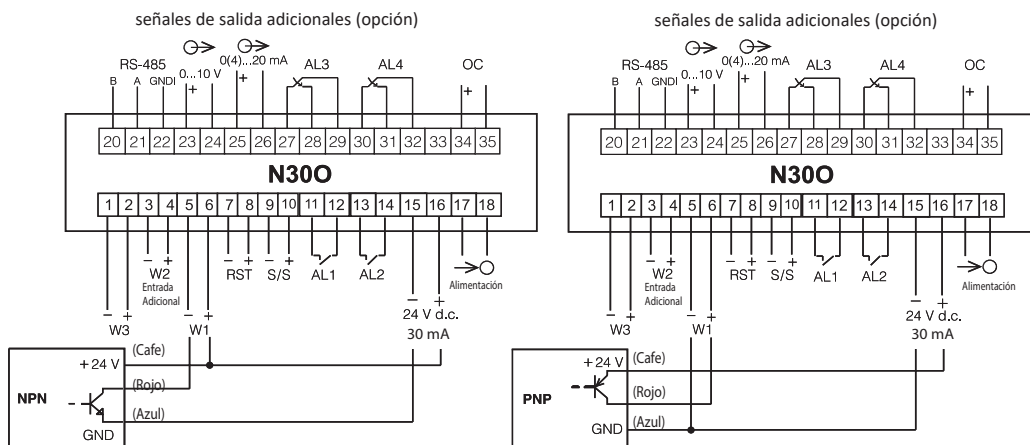 señales de salida adicionales (opción)
RS-485
0...10 V
0(4)...20 mA
AL3
AL4
OC
B A GNDI + + +
20 21 22 23 24 25 26 27 28 29 30 31 32 33 34 35
N30O
1 2 3 4 5 6 7 8 9 10 11 12 13 14 15 16 17 18
− + − + − + − + − +
W2
Entrada
Adicional
RST
S/S
AL1
AL2
Alimentación
− +
24 V d.c.
30 mA
− +
W3
− +
W1
+24 V
(Cafe)
NPN
(Rojo)
(Azul)
GND
señales de salida adicionales (opción)
RS-485
0...10 V
0(4)...20 mA
AL3
AL4
OC
B A GNDI + + +
20 21 22 23 24 25 26 27 28 29 30 31 32 33 34 35
N30O
1 2 3 4 5 6 7 8 9 10 11 12 13 14 15 16 17 18
− + − + − +
W2
Entrada
Adicional
RST
S/S
AL1
AL2
Alimentación
− +
24 V d.c.
30 mA
− +
W3
− +
W1
+24 V
(Cafe)
PNP
(Rojo)
GND
(Azul)